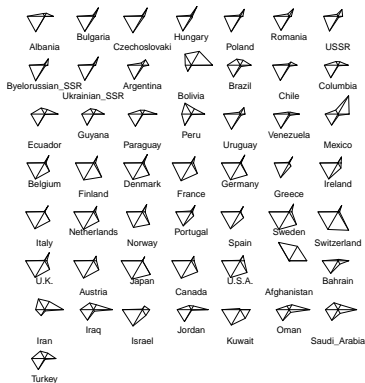 Albania Bulgaria Czechoslovaki Hungary Poland Romania USSR
Byelorussian_SSR Ukrainian_SSR Argentina Bolivia Brazil Chile Columbia
Ecuador Guyana Paraguay Peru Uruguay Venezuela Mexico
Belgium Finland Denmark France Germany Greece Ireland
Italy Netherlands Norway Portugal Spain Sweden Switzerland
U.K. Austria Japan Canada U.S.A. Afghanistan Bahrain
Iran Iraq Israel Jordan Kuwait Oman Saudi_Arabia
Turkey